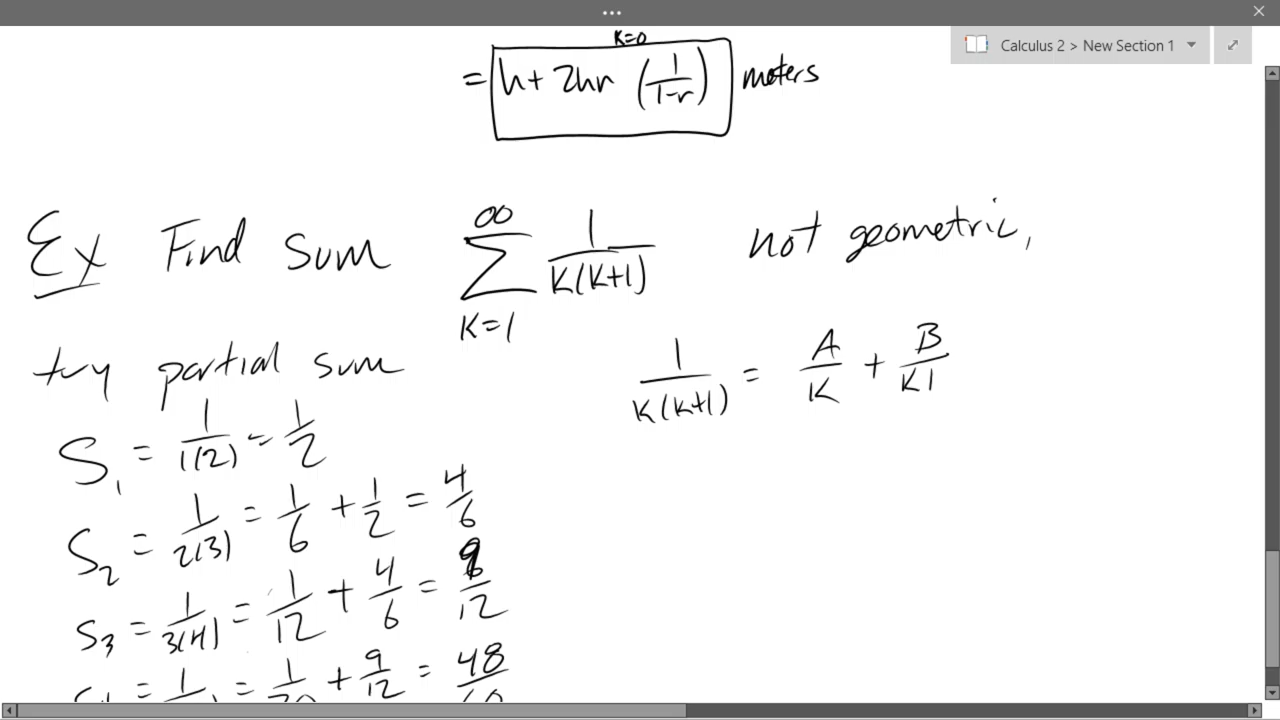 Calculus 2 > New Section 1
K=0
= h + 2hr (1/(1-r)) meters
Ex Find sum ∞ Σ K=1 1/(K(K+1)) not geometric,
try partial sum
1/(K(K+1)) = A/K + B/K1
S1 = 1/(1(2)) = 1/2
S2 = 1/(2(3)) = 1/6 + 1/2 = 4/6
S3 = 1/(3(4)) = 1/12 + 4/6 = 9/12
= 1/20 + 9/12 = 48/60